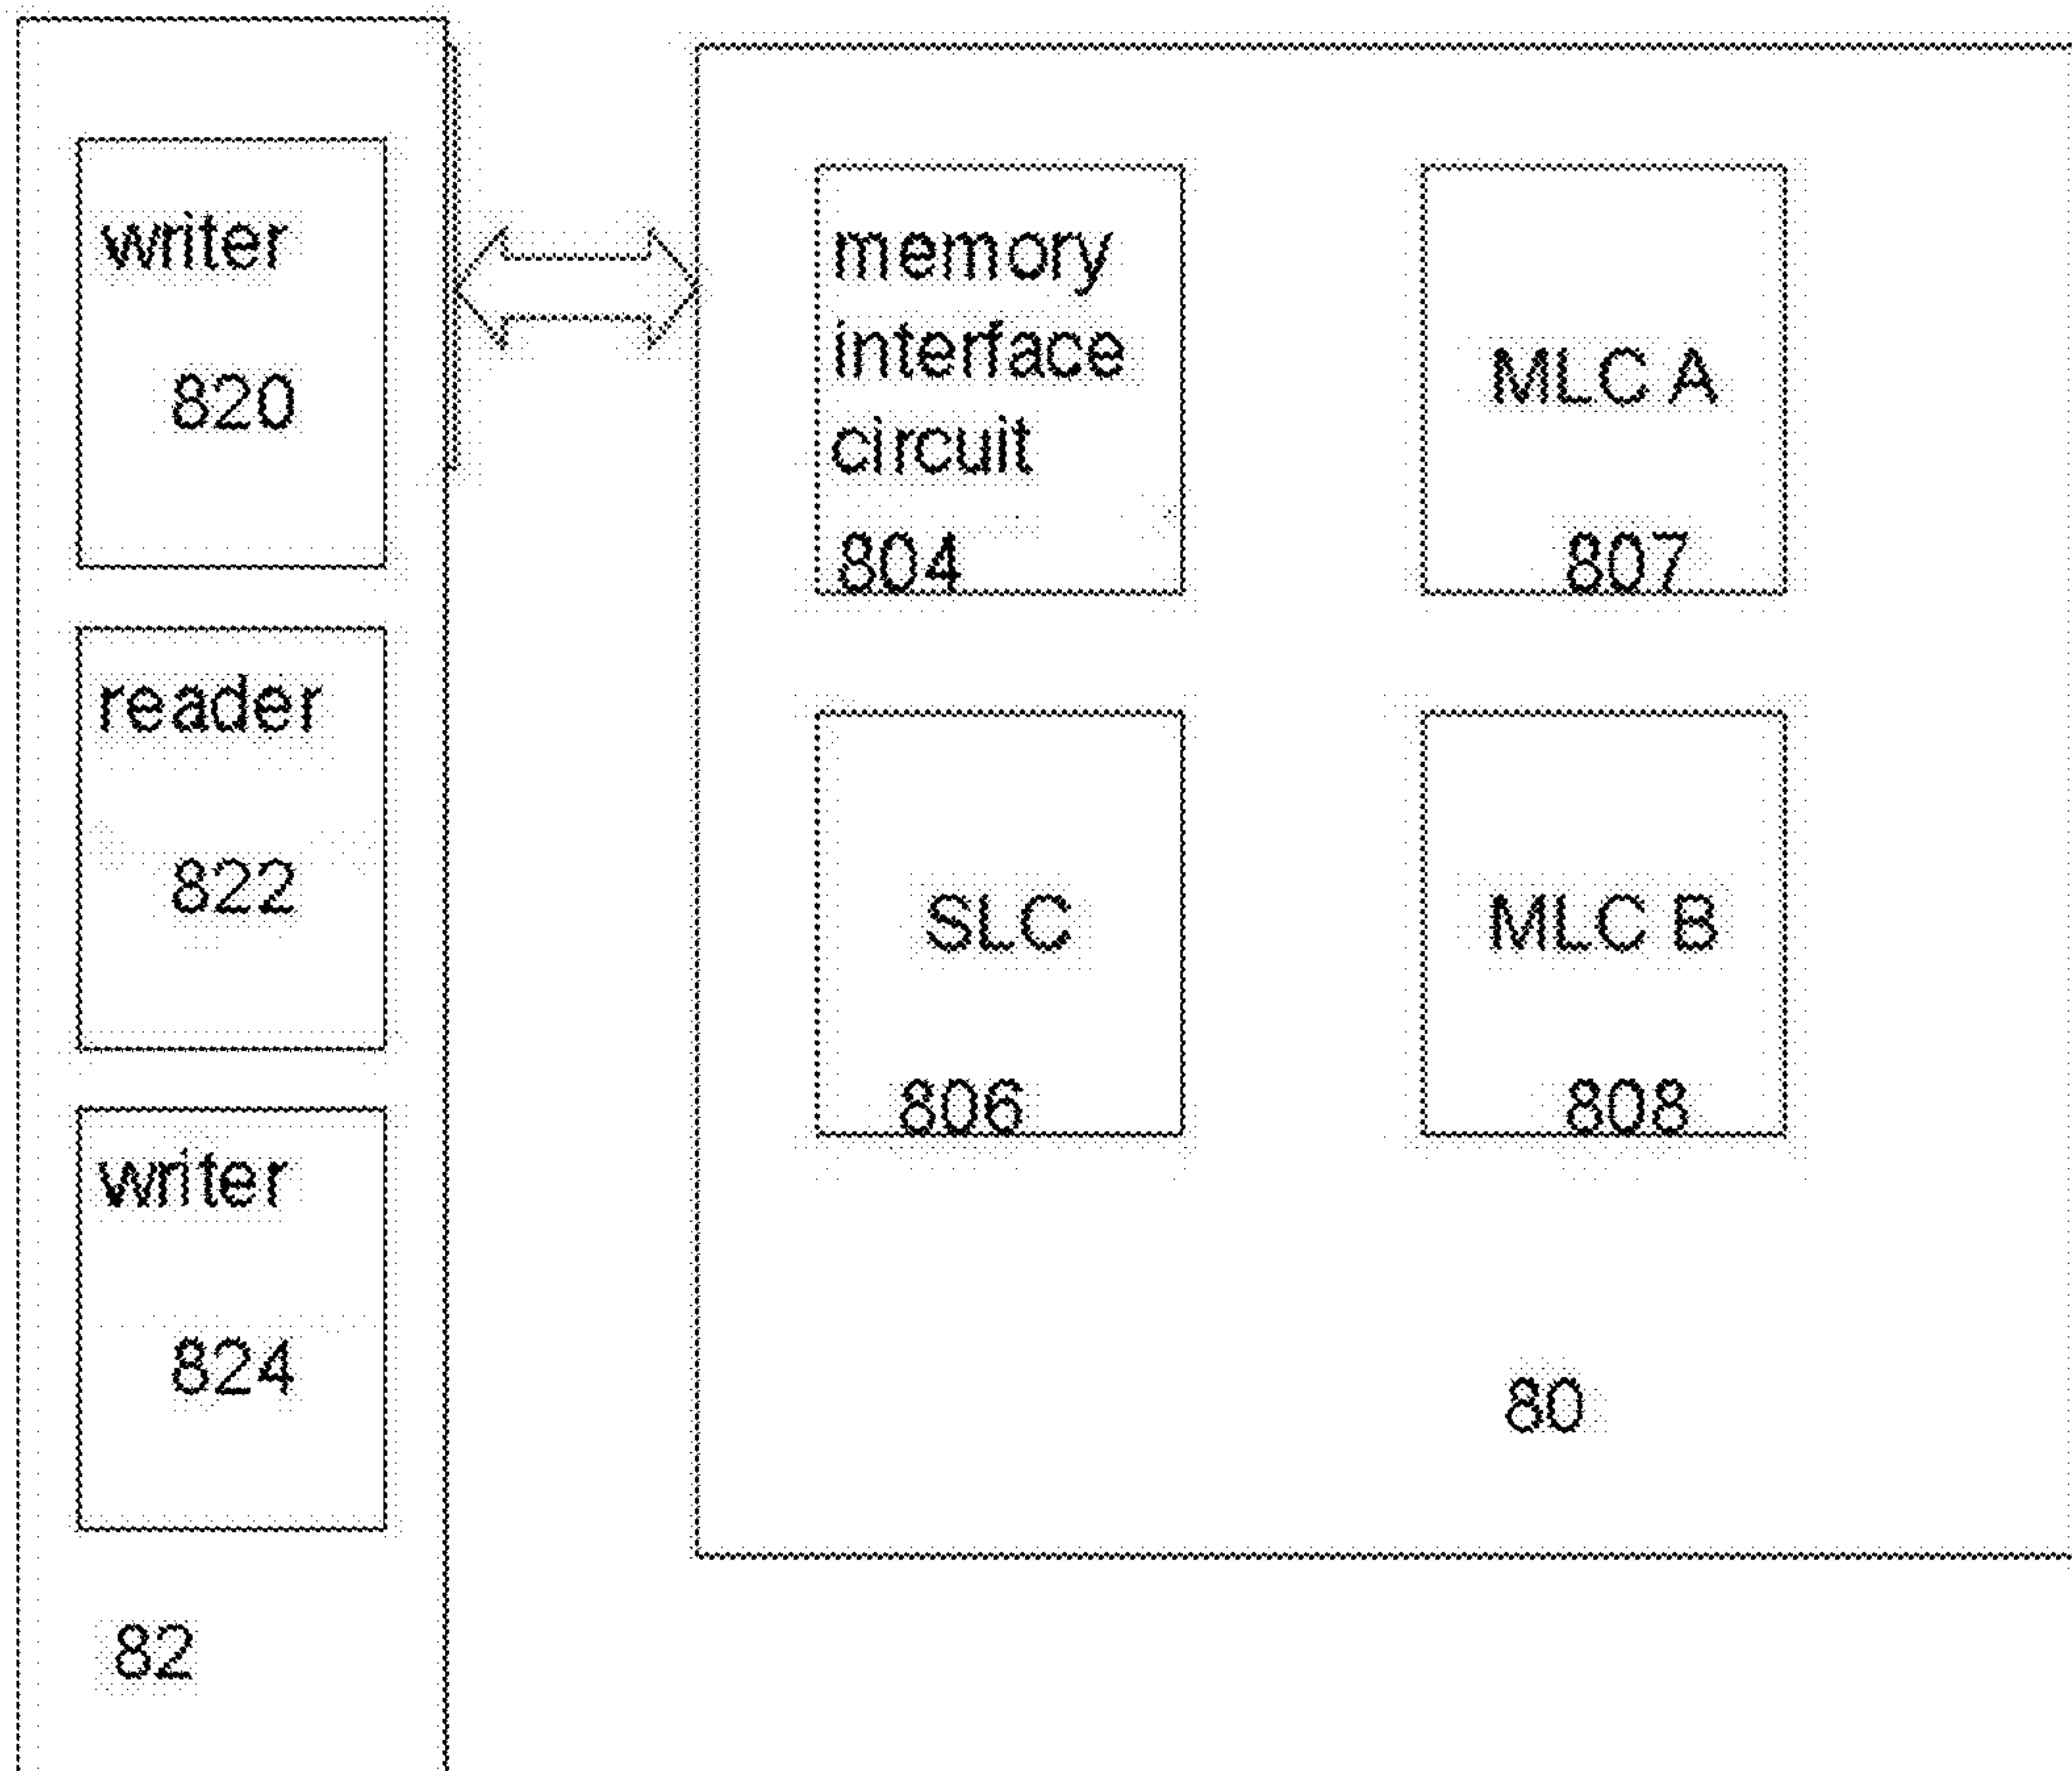 writer
820
reader
822
writer
824
82
memory
interface
circuit
804
MLC A
807
SLC
806
MLC B
808
80